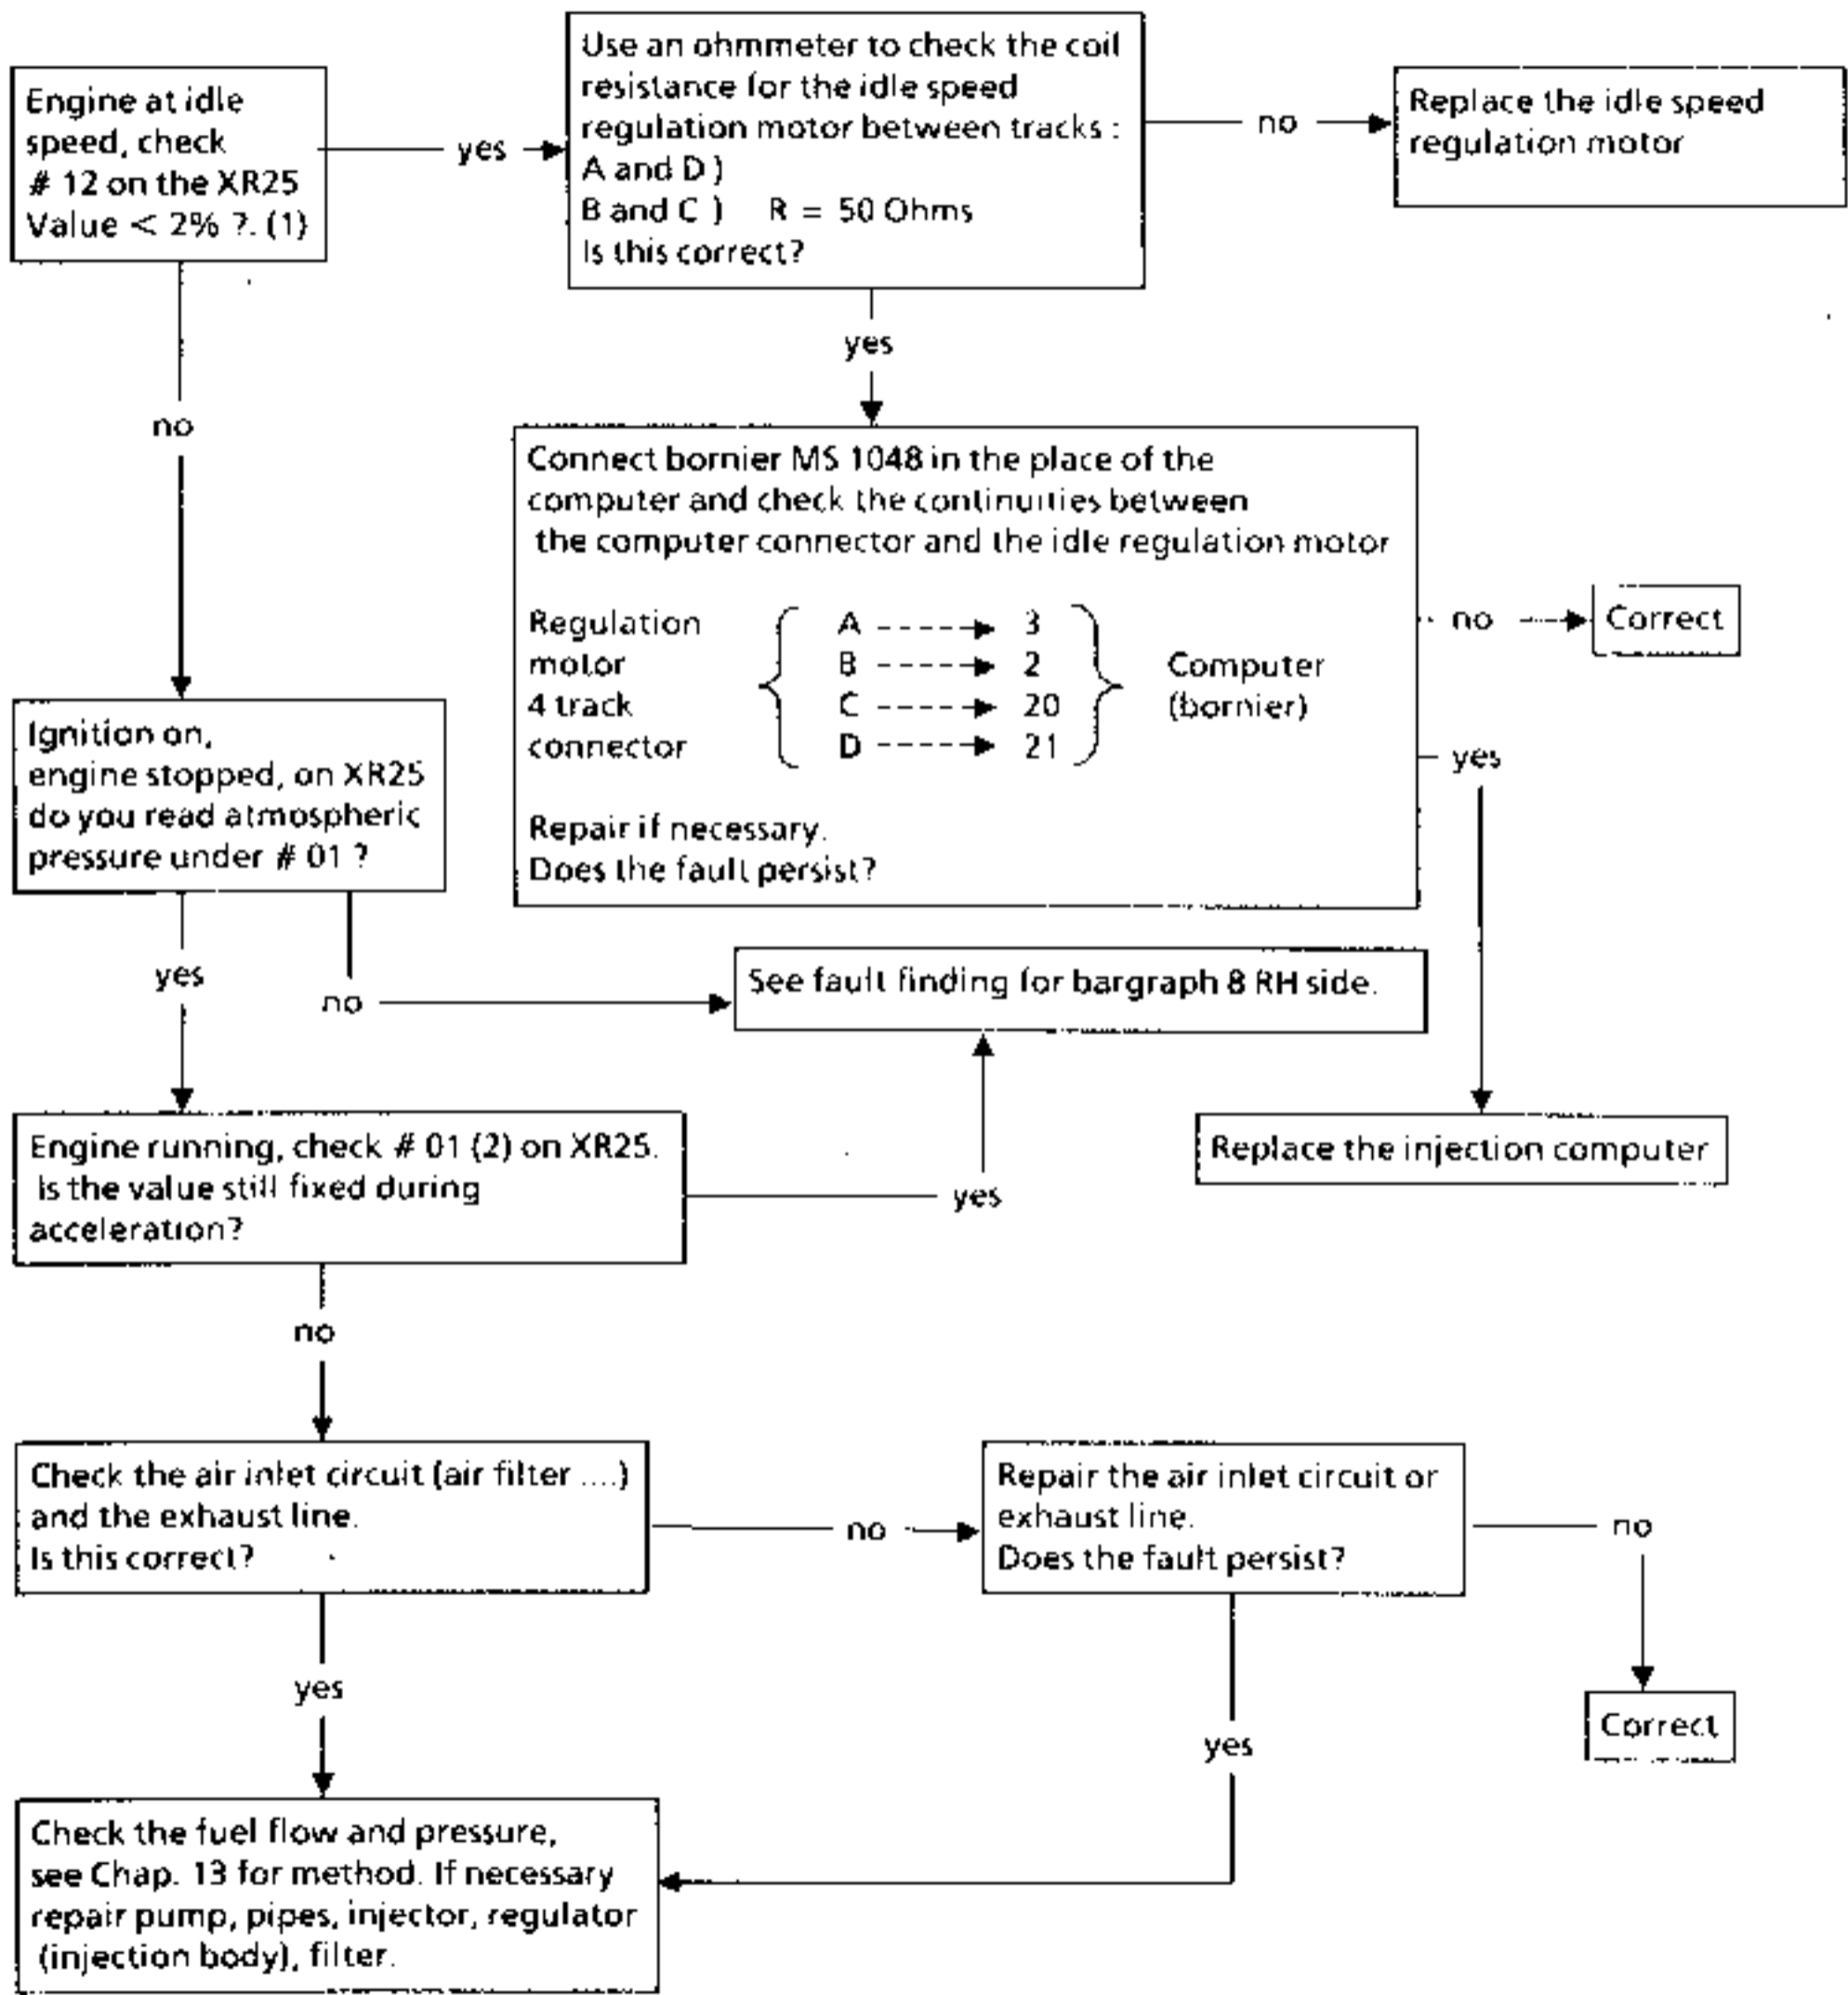 Engine at idle
speed, check
# 12 on the XR25
Value < 2% ?. (1)
yes
Use an ohmmeter to check the coil
resistance for the idle speed
regulation motor between tracks :
A and D )
B and C ) R = 50 Ohms
Is this correct?
no
Replace the idle speed
regulation motor
yes
no
Connect bornier MS 1048 in the place of the
computer and check the continuities between
the computer connector and the idle regulation motor
Regulation
motor
4 track
connector
A 3
B 2
C 20
D 21
Computer
(bornier)
Repair if necessary.
Does the fault persist?
no
Correct
yes
Ignition on,
engine stopped, on XR25
do you read atmospheric
pressure under # 01 ?
yes
no
See fault finding for bargraph 8 RH side.
Engine running, check # 01 (2) on XR25.
Is the value still fixed during
acceleration?
yes
Replace the injection computer
no
Check the air inlet circuit (air filter ....)
and the exhaust line.
Is this correct?
no
Repair the air inlet circuit or
exhaust line.
Does the fault persist?
no
yes
yes
Correct
Check the fuel flow and pressure,
see Chap. 13 for method. If necessary
repair pump, pipes, injector, regulator
(injection body), filter.